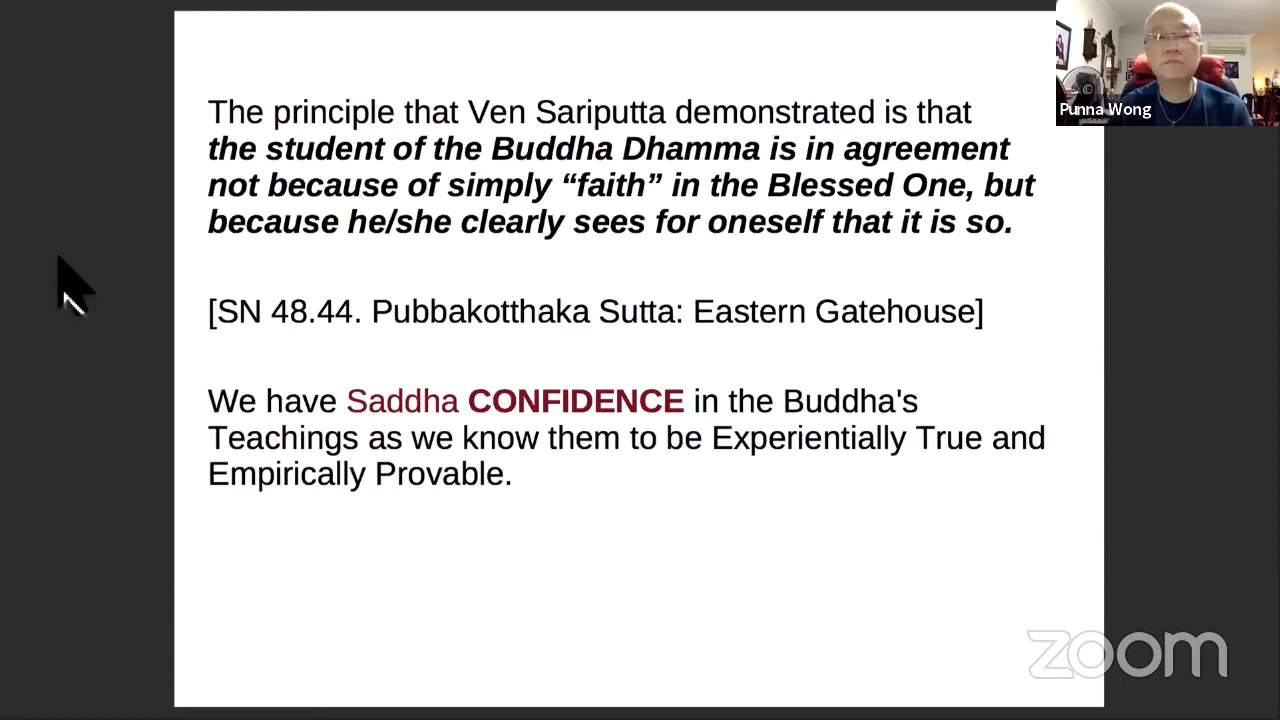 The principle that Ven Sariputta demonstrated is that
the student of the Buddha Dhamma is in agreement
not because of simply “faith” in the Blessed One, but
because he/she clearly sees for oneself that it is so.
[SN 48.44. Pubbakotthaka Sutta: Eastern Gatehouse]
We have Saddha CONFIDENCE in the Buddha's
Teachings as we know them to be Experientially True and
Empirically Provable.
Punna Wong
zoom